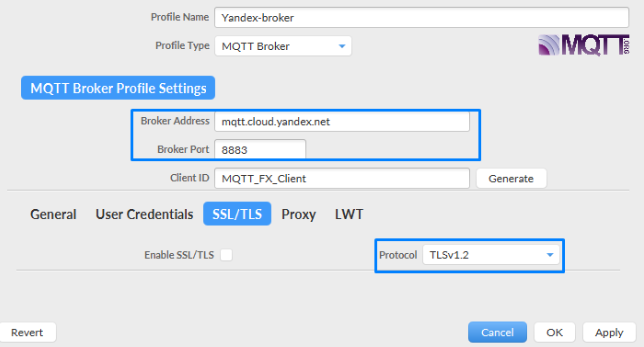 Profile Name Yandex-broker
Profile Type MQTT Broker
MQTT.ORG
MQTT Broker Profile Settings
Broker Address mqtt.cloud.yandex.net
Broker Port 8883
Client ID MQTT_FX_Client Generate
General User Credentials SSL/TLS Proxy LWT
Enable SSL/TLS Protocol TLSv1.2
Revert Cancel OK Apply